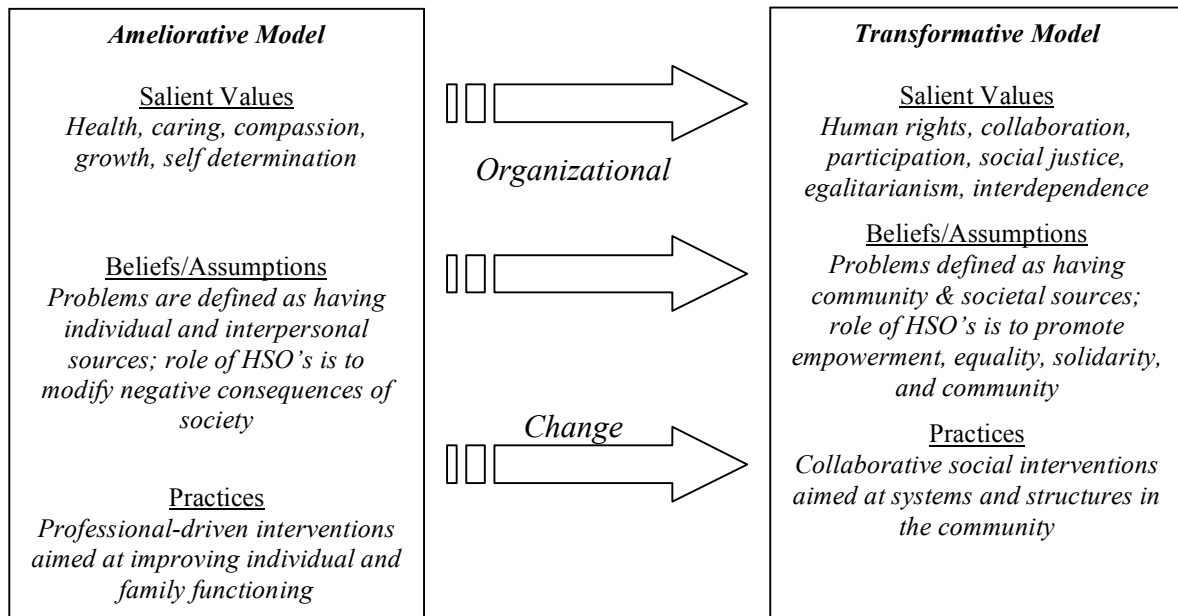 Ameliorative Model
Salient Values
Health, caring, compassion,
growth, self determination
Beliefs/Assumptions
Problems are defined as having
individual and interpersonal
sources; role of HSO’s is to
modify negative consequences of
society
Practices
Professional-driven interventions
aimed at improving individual and
family functioning
Organizational
Change
Transformative Model
Salient Values
Human rights, collaboration,
participation, social justice,
egalitarianism, interdependence
Beliefs/Assumptions
Problems defined as having
community & societal sources;
role of HSO’s is to promote
empowerment, equality, solidarity,
and community
Practices
Collaborative social interventions
aimed at systems and structures in
the community